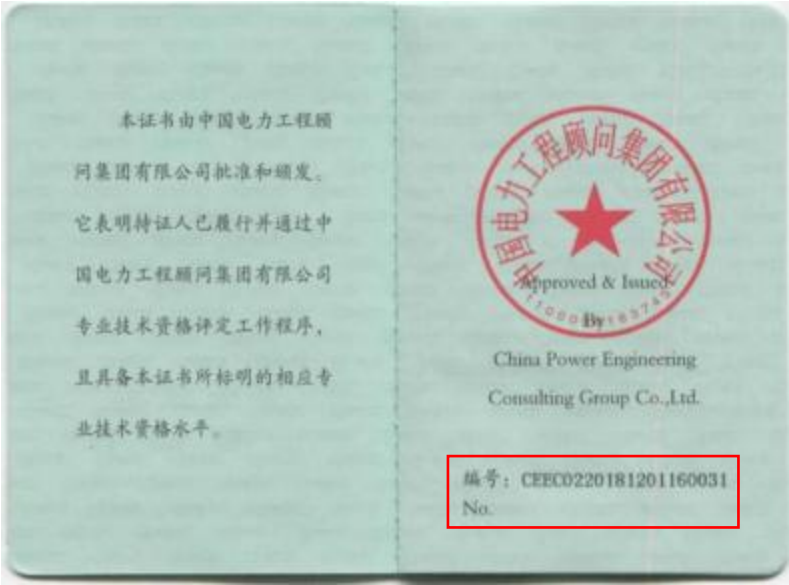 本证书由中国电力工程顾
问集团有限公司批准和颁发。
它表明持证人已履行并通过中
国电力工程顾问集团有限公司
专业技术资格评定工作程序，
且具备本证书所标明的相应专
业技术资格水平。
中国电力工程顾问集团有限公司
Approved & Issued
By
China Power Engineering
Consulting Group Co.,Ltd.
编号：CEEC0220181201160031
No.